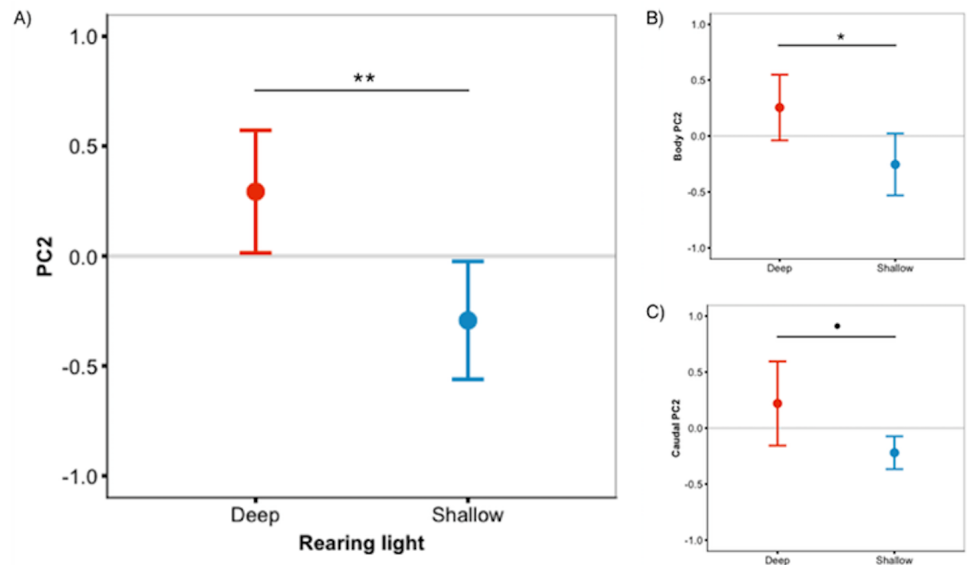 A)
**
1.0
0.5
0.0
-0.5
-1.0
PC2
Deep Shallow
Rearing light
B)
*
1.0
0.5
0.0
-0.5
-1.0
Body PC2
Deep Shallow
C)
•
1.0
0.5
0.0
-0.5
-1.0
Caudal PC2
Deep Shallow